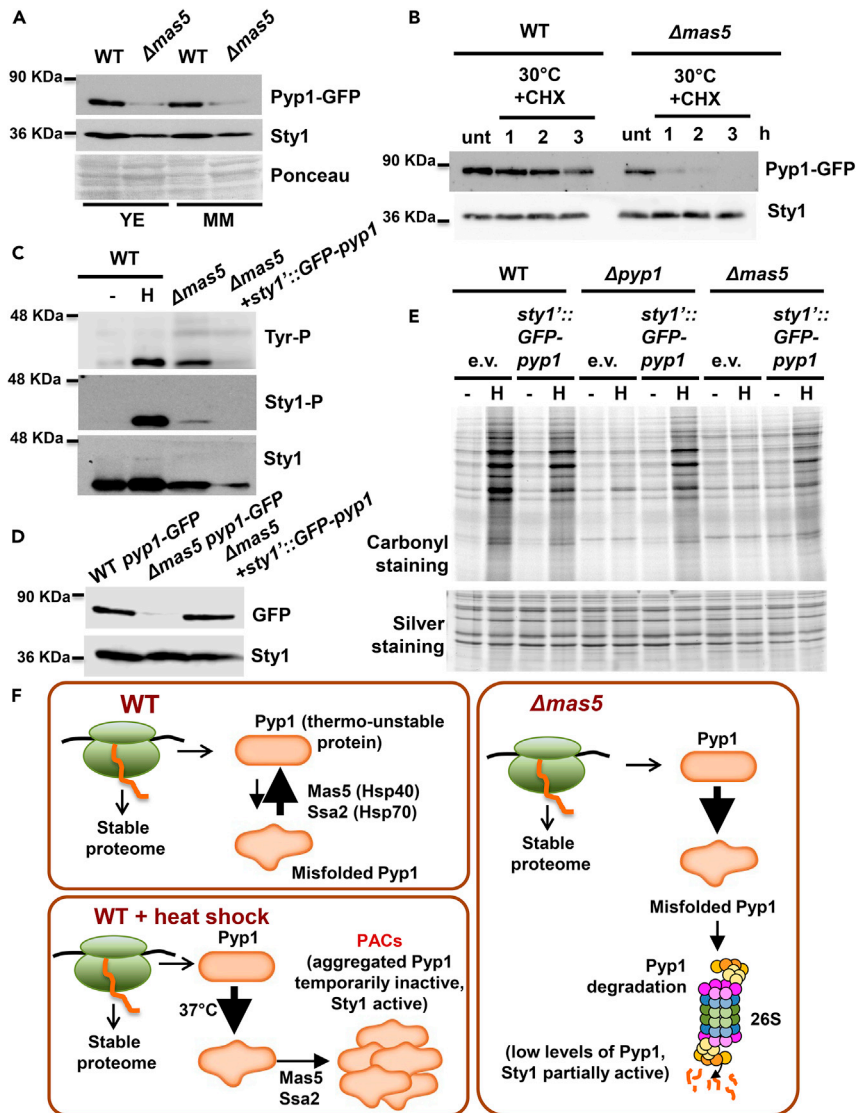 A
WT
Δmas5
WT
Δmas5
90 KDa
Pyp1-GFP
36 KDa
Sty1
Ponceau
YE
MM
B
WT
Δmas5
30°C
+CHX
30°C
+CHX
unt 1 2 3 unt 1 2 3 h
90 KDa
Pyp1-GFP
36 KDa
Sty1
C
WT
- H
Δmas5
Δmas5
+sty1'::GFP-pyp1
48 KDa
Tyr-P
48 KDa
Sty1-P
48 KDa
Sty1
D
WT pyp1-GFP
Δmas5 pyp1-GFP
Δmas5
+sty1'::GFP-pyp1
90 KDa
GFP
36 KDa
Sty1
E
WT
Δpyp1
Δmas5
e.v.
sty1'::
GFP-
pyp1
e.v.
sty1'::
GFP-
pyp1
e.v.
sty1'::
GFP-
pyp1
- H - H - H - H - H - H
Carbonyl
staining
Silver
staining
F
WT
Pyp1 (thermo-unstable
protein)
Mas5 (Hsp40)
Ssa2 (Hsp70)
Stable
proteome
Misfolded Pyp1
WT + heat shock
Pyp1
PACs
(aggregated Pyp1
temporarily inactive,
Sty1 active)
37°C
Stable
proteome
Mas5
Ssa2
Δmas5
Pyp1
Stable
proteome
Misfolded Pyp1
Pyp1
degradation
26S
(low levels of Pyp1,
Sty1 partially active)